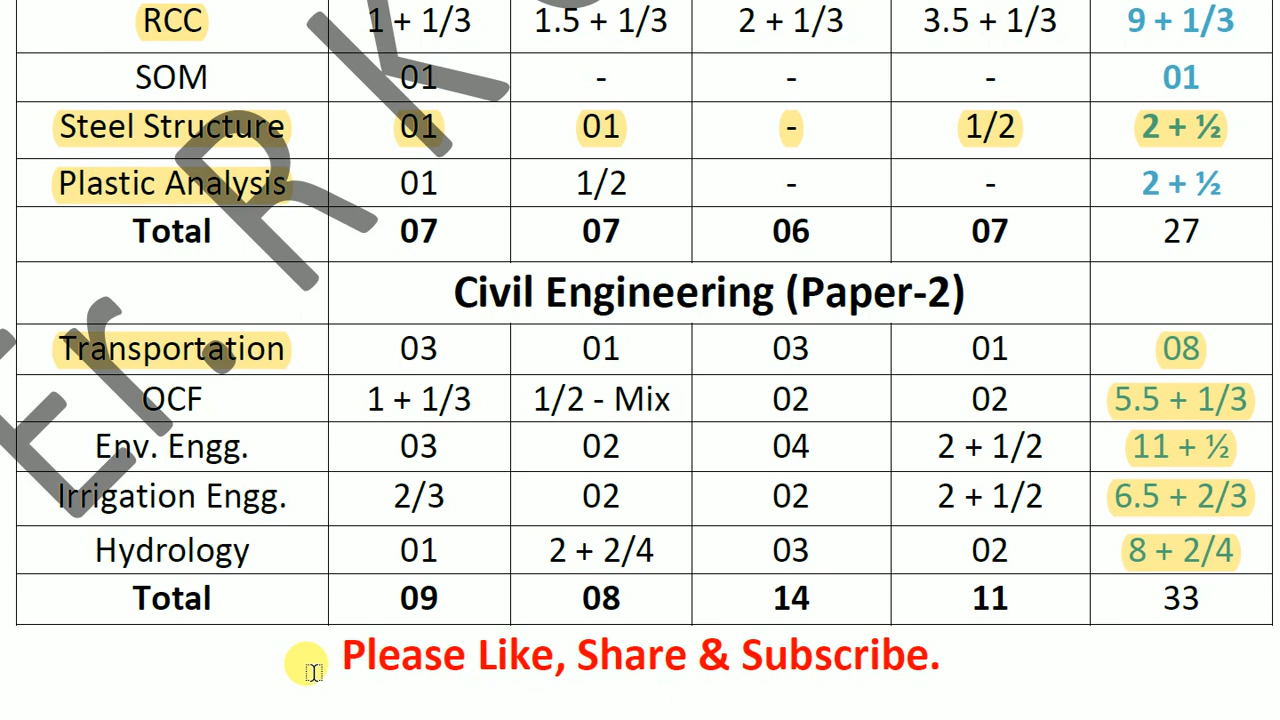 RCC 1 + 1/3 1.5 + 1/3 2 + 1/3 3.5 + 1/3 9 + 1/3
SOM 01 - - - 01
Steel Structure 01 01 - 1/2 2 + ½
Plastic Analysis 01 1/2 - - 2 + ½
Total 07 07 06 07 27
Civil Engineering (Paper-2)
Transportation 03 01 03 01 08
OCF 1 + 1/3 1/2 - Mix 02 02 5.5 + 1/3
Env. Engg. 03 02 04 2 + 1/2 11 + ½
Irrigation Engg. 2/3 02 02 2 + 1/2 6.5 + 2/3
Hydrology 01 2 + 2/4 03 02 8 + 2/4
Total 09 08 14 11 33
Please Like, Share & Subscribe.
Er. R K